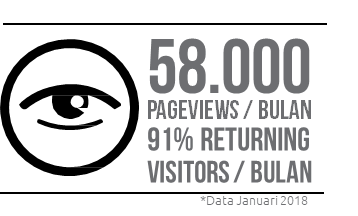 58.000
PAGEVIEWS / BULAN
91% RETURNING
VISITORS / BULAN
*Data Januari 2018